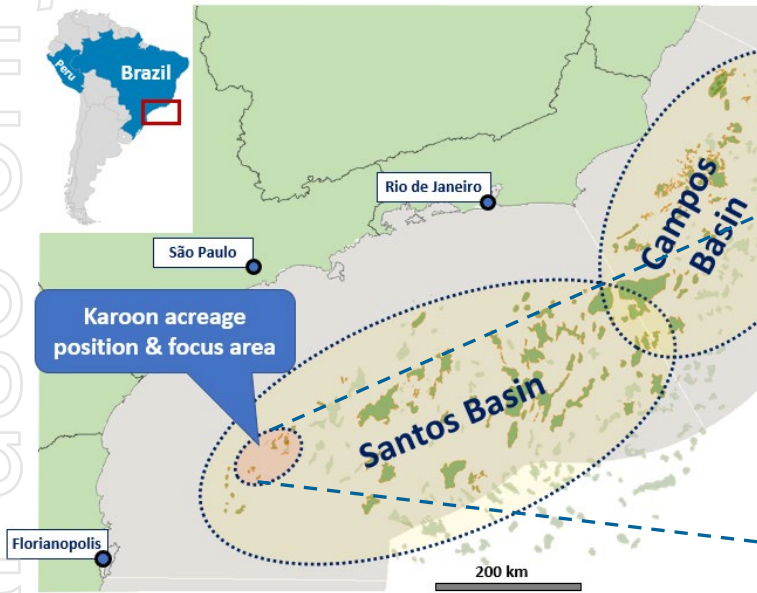 Peru
Brazil
Rio de Janeiro
São Paulo
Campos
Basin
Karoon acreage
position & focus area
Santos Basin
Florianopolis
200 km